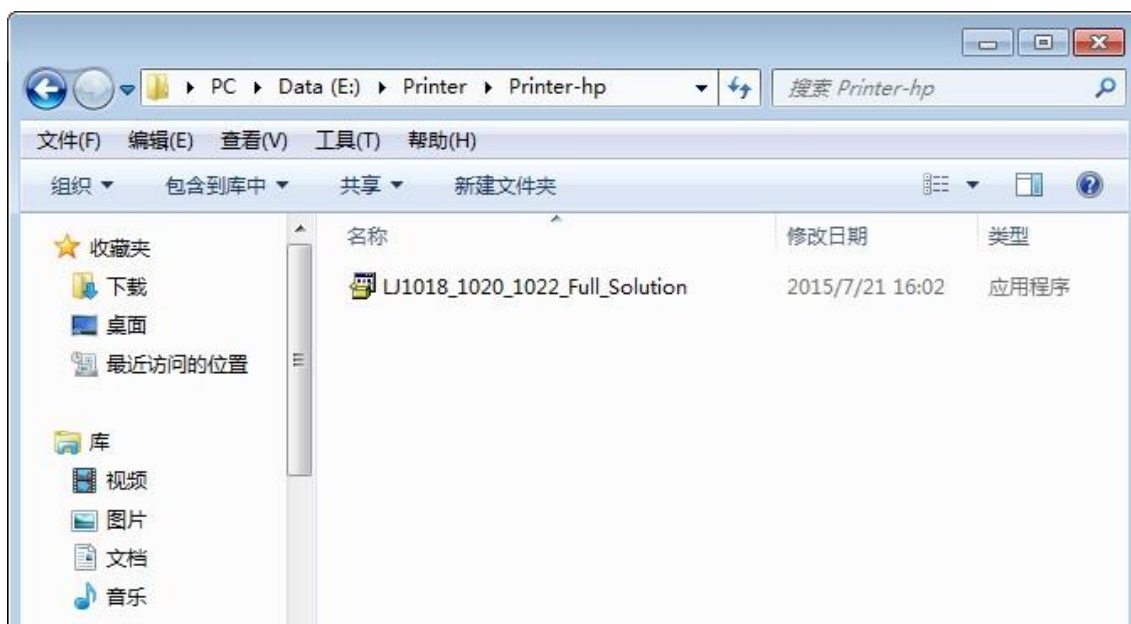 PC Data (E:) Printer Printer-hp 搜索 Printer-hp
文件(F) 编辑(E) 查看(V) 工具(T) 帮助(H)
组织 包含到库中 共享 新建文件夹
名称 修改日期 类型
收藏夹
LJ1018_1020_1022_Full_Solution 2015/7/21 16:02 应用程序
下载
桌面
最近访问的位置
库
视频
图片
文档
音乐